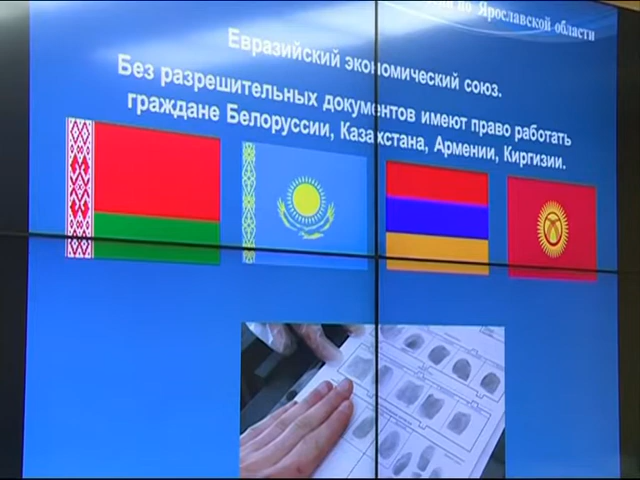 по Ярославской области
Евразийский экономический союз.
Без разрешительных документов имеют право работать
граждане Белоруссии, Казахстана, Армении, Киргизии.